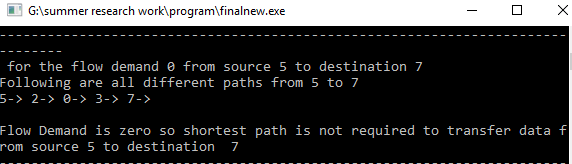 G:\summer research work\program\finalnew.exe
-----------------------------------------------------------------------
--------
 for the flow demand 0 from source 5 to destination 7
Following are all different paths from 5 to 7
5-> 2-> 0-> 3-> 7->
Flow Demand is zero so shortest path is not required to transfer data f
rom source 5 to destination  7
-----------------------------------------------------------------------